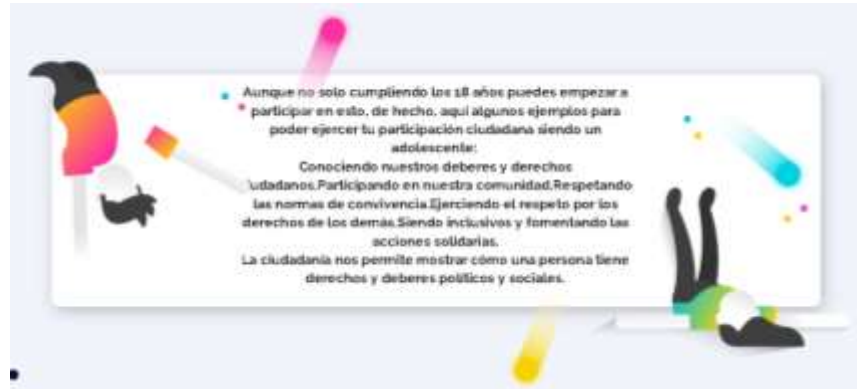 Aunque no solo cumpliendo los 18 años puedes empezar a
participar en esto, de hecho, aquí algunos ejemplos para
poder ejercer tu participación ciudadana siendo un
adolescente:
Conociendo nuestros deberes y derechos
iudadanos.Participando en nuestra comunidad.Respetando
las normas de convivencia.Ejerciendo el respeto por los
derechos de los demás.Siendo inclusivos y fomentando las
acciones solidarias.
La ciudadanía nos permite mostrar cómo una persona tiene
derechos y deberes políticos y sociales.